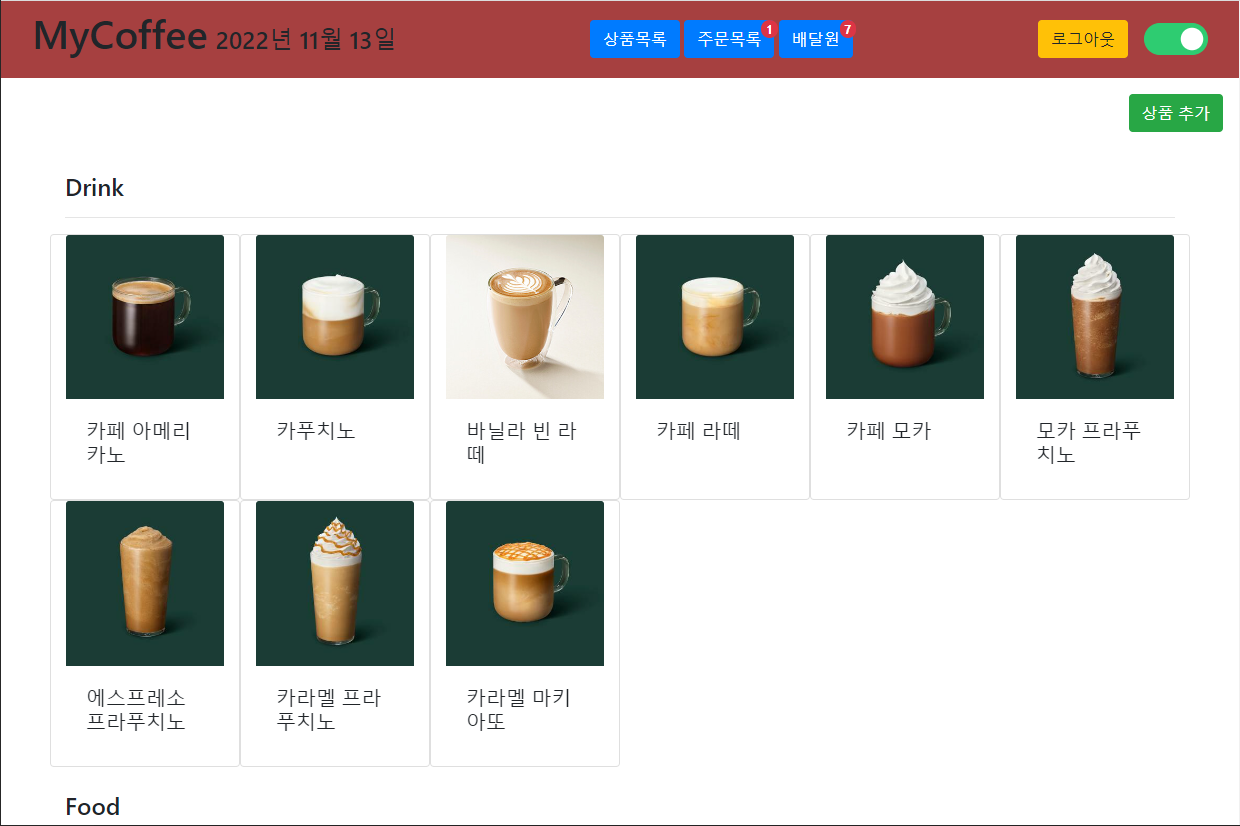 MyCoffee 2022년 11월 13일 상품목록 주문목록 1 배달원 7 로그아웃
상품 추가
Drink
카페 아메리
카노
카푸치노
바닐라 빈 라
떼
카페 라떼
카페 모카
모카 프라푸
치노
에스프레소
프라푸치노
카라멜 프라
푸치노
카라멜 마키
아또
Food